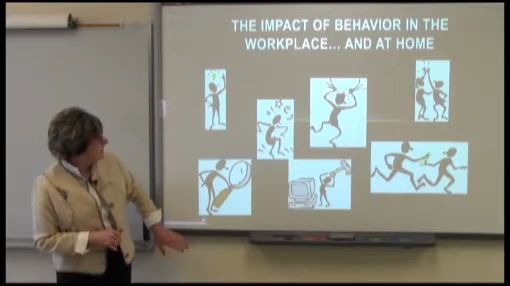 THE IMPACT OF BEHAVIOR IN THE
WORKPLACE... AND AT HOME